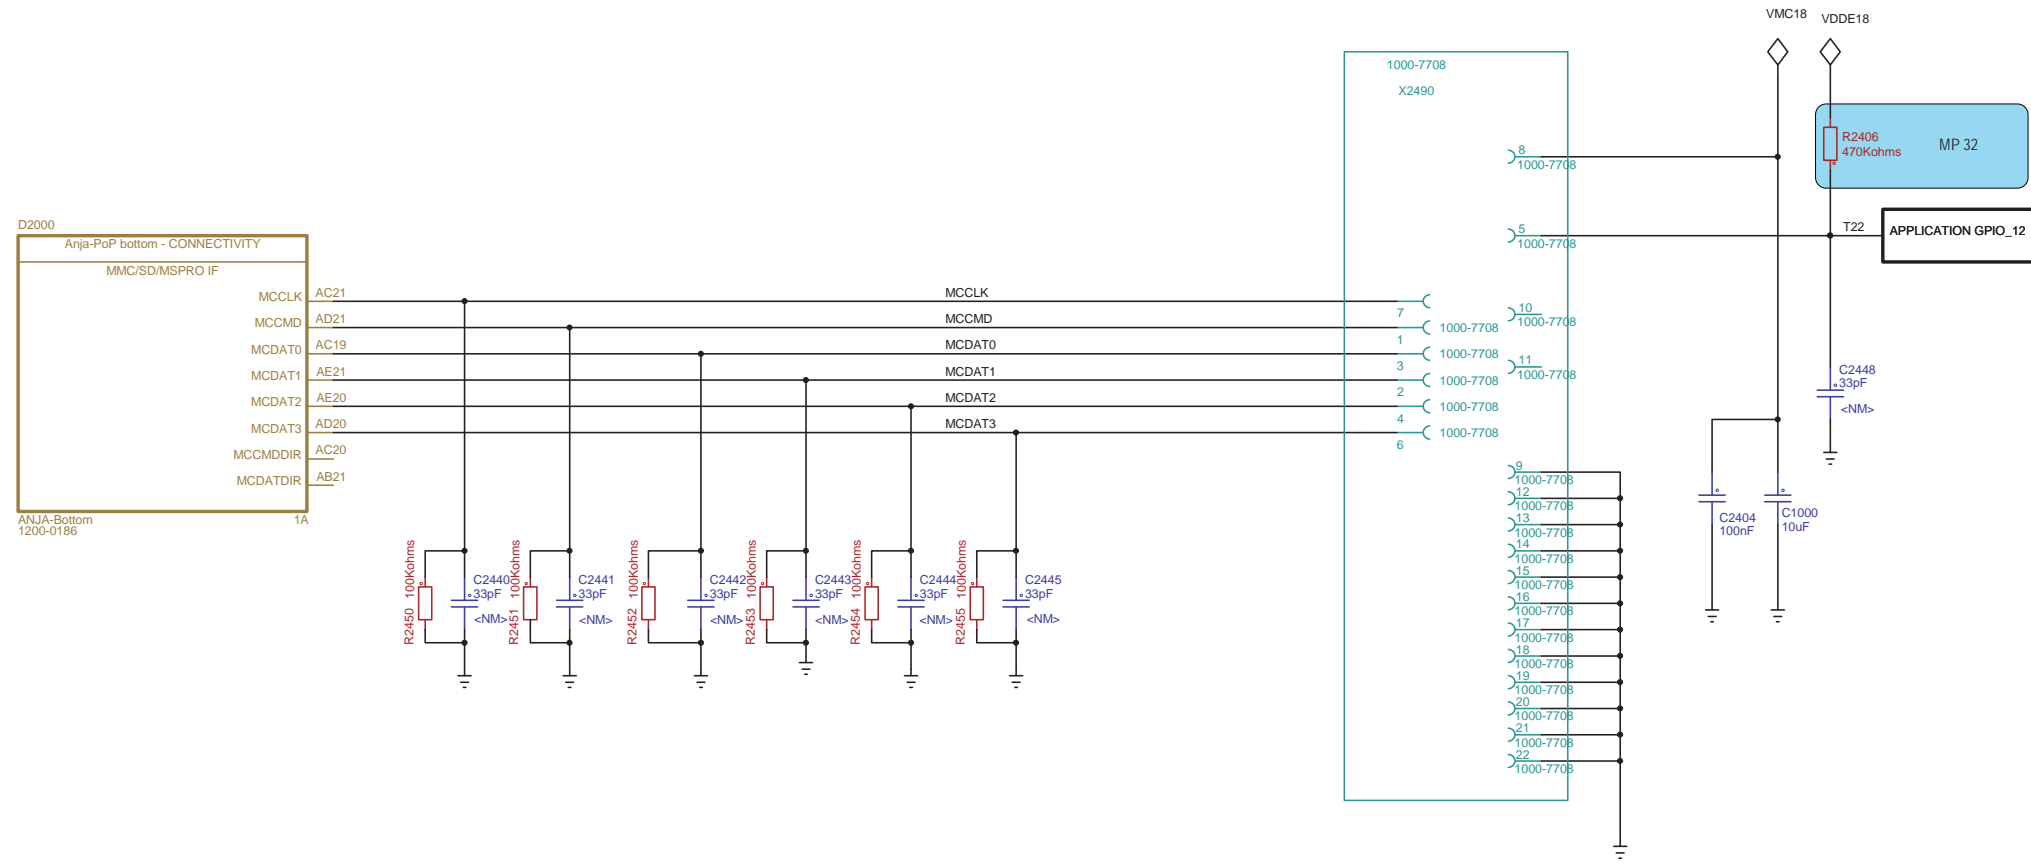 VMC18
VDDE18
1000-7708
X2490
R2406
470Kohms
MP 32
8
1000-7708
5
1000-7708
T22
APPLICATION GPIO_12
D2000
Anja-PoP bottom - CONNECTIVITY
MMC/SD/MSPRO IF
MCCLK
AC21
MCCMD
AD21
MCDAT0
AC19
MCDAT1
AE21
MCDAT2
AE20
MCDAT3
AD20
MCCMDDIR
AC20
MCDATDIR
AB21
ANJA-Bottom
1A
1200-0186
MCCLK
MCCMD
MCDAT0
MCDAT1
MCDAT2
MCDAT3
7
1000-7708
1
1000-7708
3
1000-7708
2
1000-7708
4
1000-7708
6
10
1000-7708
11
1000-7708
C2448
33pF
<NM>
9
1000-7708
12
1000-7708
13
1000-7708
14
1000-7708
15
1000-7708
16
1000-7708
17
1000-7708
18
1000-7708
19
1000-7708
20
1000-7708
21
1000-7708
22
1000-7708
C2404
100nF
C1000
10uF
R2450 100Kohms
C2440
33pF
<NM>
R2451 100Kohms
C2441
33pF
<NM>
R2452 100Kohms
C2442
33pF
<NM>
R2453 100Kohms
C2443
33pF
<NM>
R2454 100Kohms
C2444
33pF
<NM>
R2455 100Kohms
C2445
33pF
<NM>